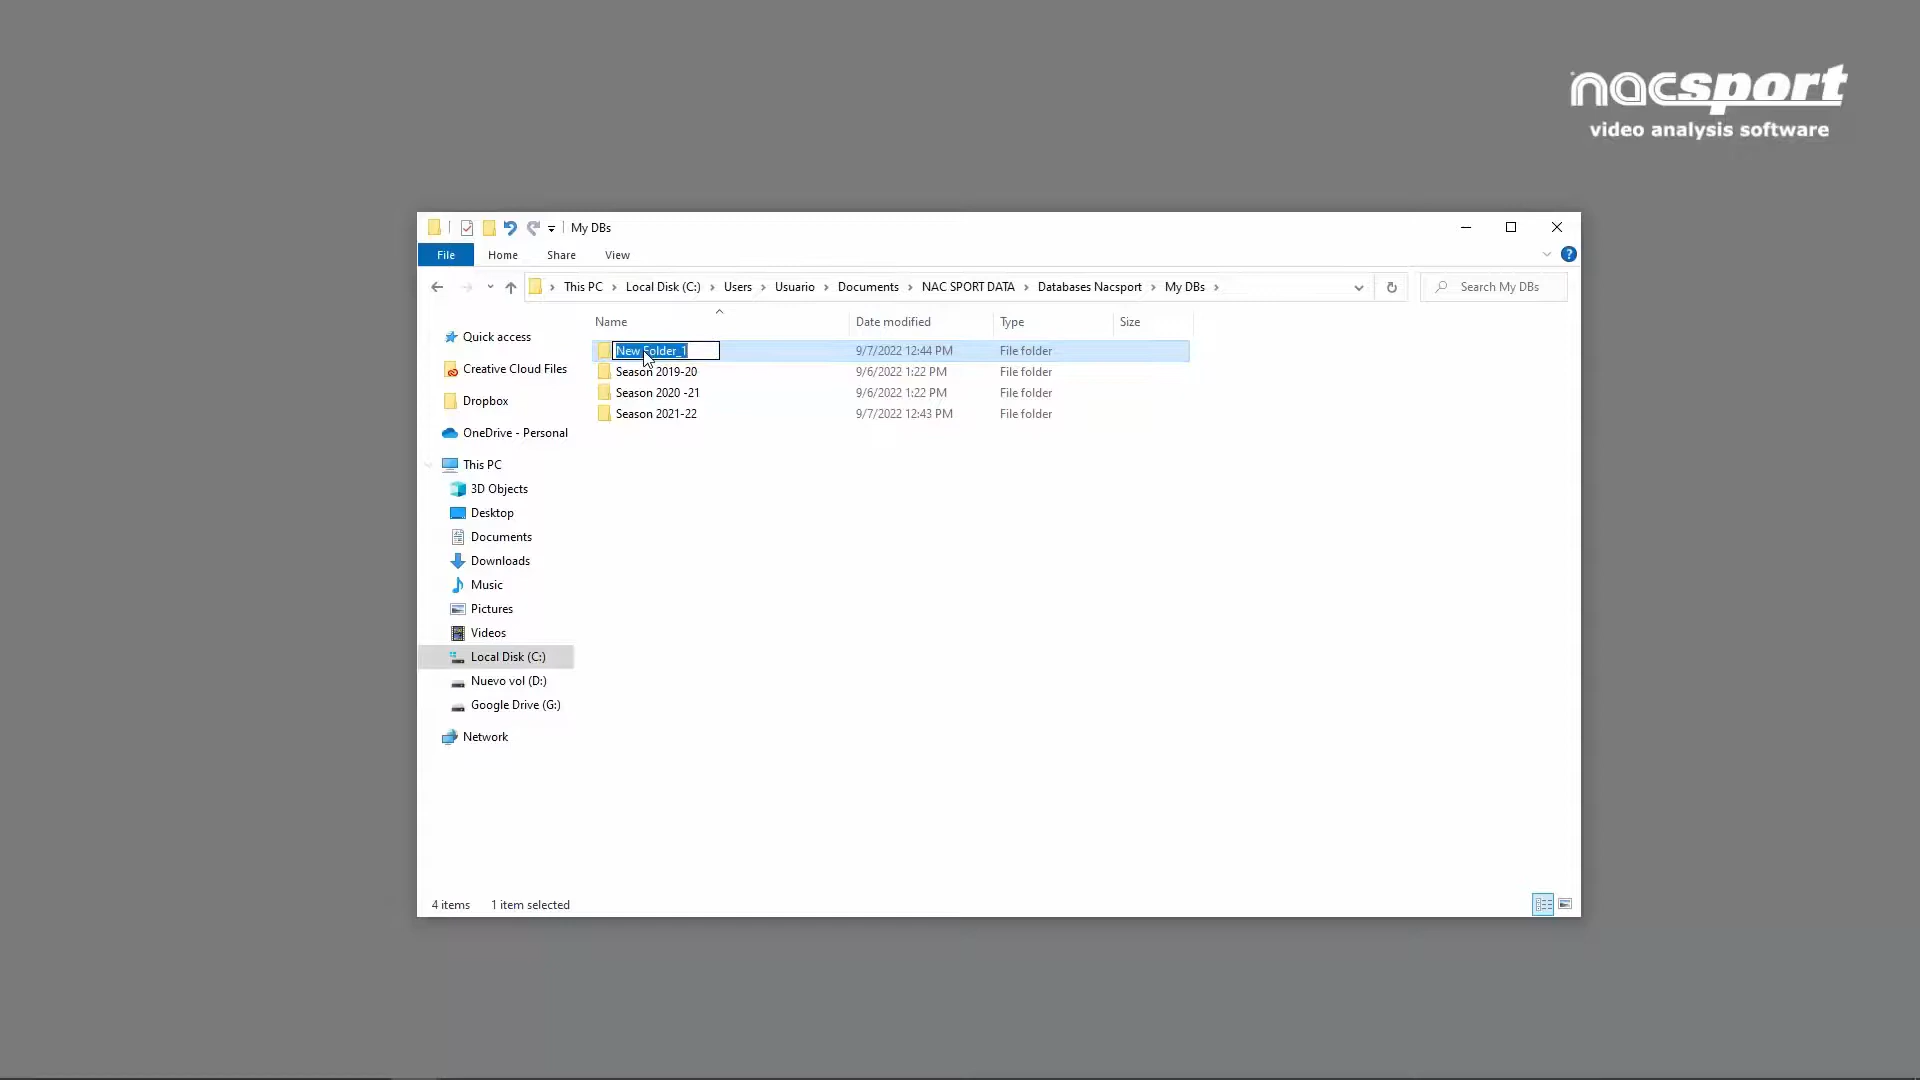 nacsport
video analysis software
My DBs
File Home Share View
This PC Local Disk (C:) Users Usuario Documents NAC SPORT DATA Databases Nacsport My DBs Search My DBs
Name Date modified Type Size
Quick access
Creative Cloud Files
Dropbox
OneDrive - Personal
This PC
3D Objects
Desktop
Documents
Downloads
Music
Pictures
Videos
Local Disk (C:)
Nuevo vol (D:)
Google Drive (G:)
Network
New Folder_1 9/7/2022 12:44 PM File folder
Season 2019-20 9/6/2022 1:22 PM File folder
Season 2020 -21 9/6/2022 1:22 PM File folder
Season 2021-22 9/7/2022 12:43 PM File folder
4 items 1 item selected